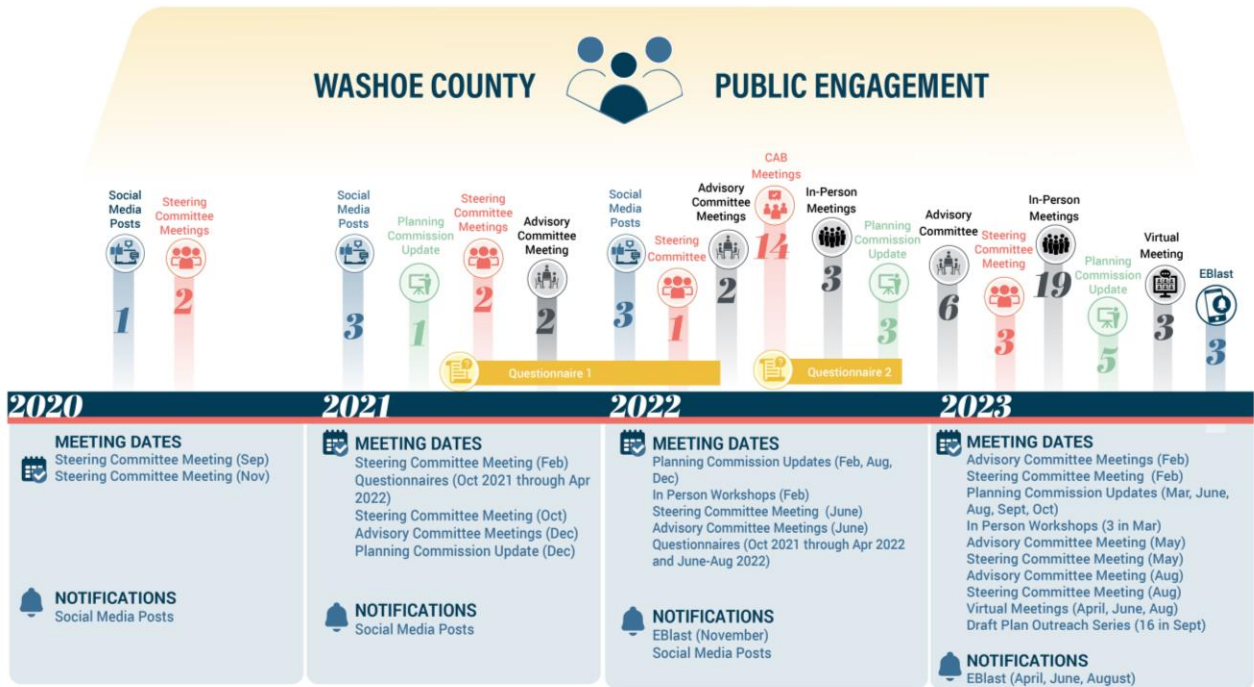 WASHOE COUNTY
PUBLIC ENGAGEMENT
Social
Media
Posts
1
Steering
Committee
Meetings
2
Social
Media
Posts
3
Planning
Commission
Update
1
Steering
Committee
Meetings
2
Advisory
Committee
Meeting
2
Social
Media
Posts
3
Steering
Committee
1
Advisory
Committee
Meetings
2
CAB
Meetings
14
In-Person
Meetings
3
Planning
Commission
Update
3
Advisory
Committee
6
Steering
Committee
Meeting
3
In-Person
Meetings
19
Planning
Commission
Update
5
Virtual
Meeting
3
EBlast
3
Questionnaire 1
Questionnaire 2
2020
MEETING DATES
Steering Committee Meeting (Sep)
Steering Committee Meeting (Nov)
NOTIFICATIONS
Social Media Posts
2021
MEETING DATES
Steering Committee Meeting (Feb)
Questionnaires (Oct 2021 through Apr
2022)
Steering Committee Meeting (Oct)
Advisory Committee Meetings (Dec)
Planning Commission Update (Dec)
NOTIFICATIONS
Social Media Posts
2022
MEETING DATES
Planning Commission Updates (Feb, Aug,
Dec)
In Person Workshops (Feb)
Steering Committee Meeting (June)
Advisory Committee Meetings (June)
Questionnaires (Oct 2021 through Apr 2022
and June-Aug 2022)
NOTIFICATIONS
EBlast (November)
Social Media Posts
2023
MEETING DATES
Advisory Committee Meetings (Feb)
Steering Committee Meeting (Feb)
Planning Commission Updates (Mar, June,
Aug, Sept, Oct)
In Person Workshops (3 in Mar)
Advisory Committee Meeting (May)
Steering Committee Meeting (May)
Advisory Committee Meeting (Aug)
Steering Committee Meeting (Aug)
Virtual Meetings (April, June, Aug)
Draft Plan Outreach Series (16 in Sept)
NOTIFICATIONS
EBlast (April, June, August)